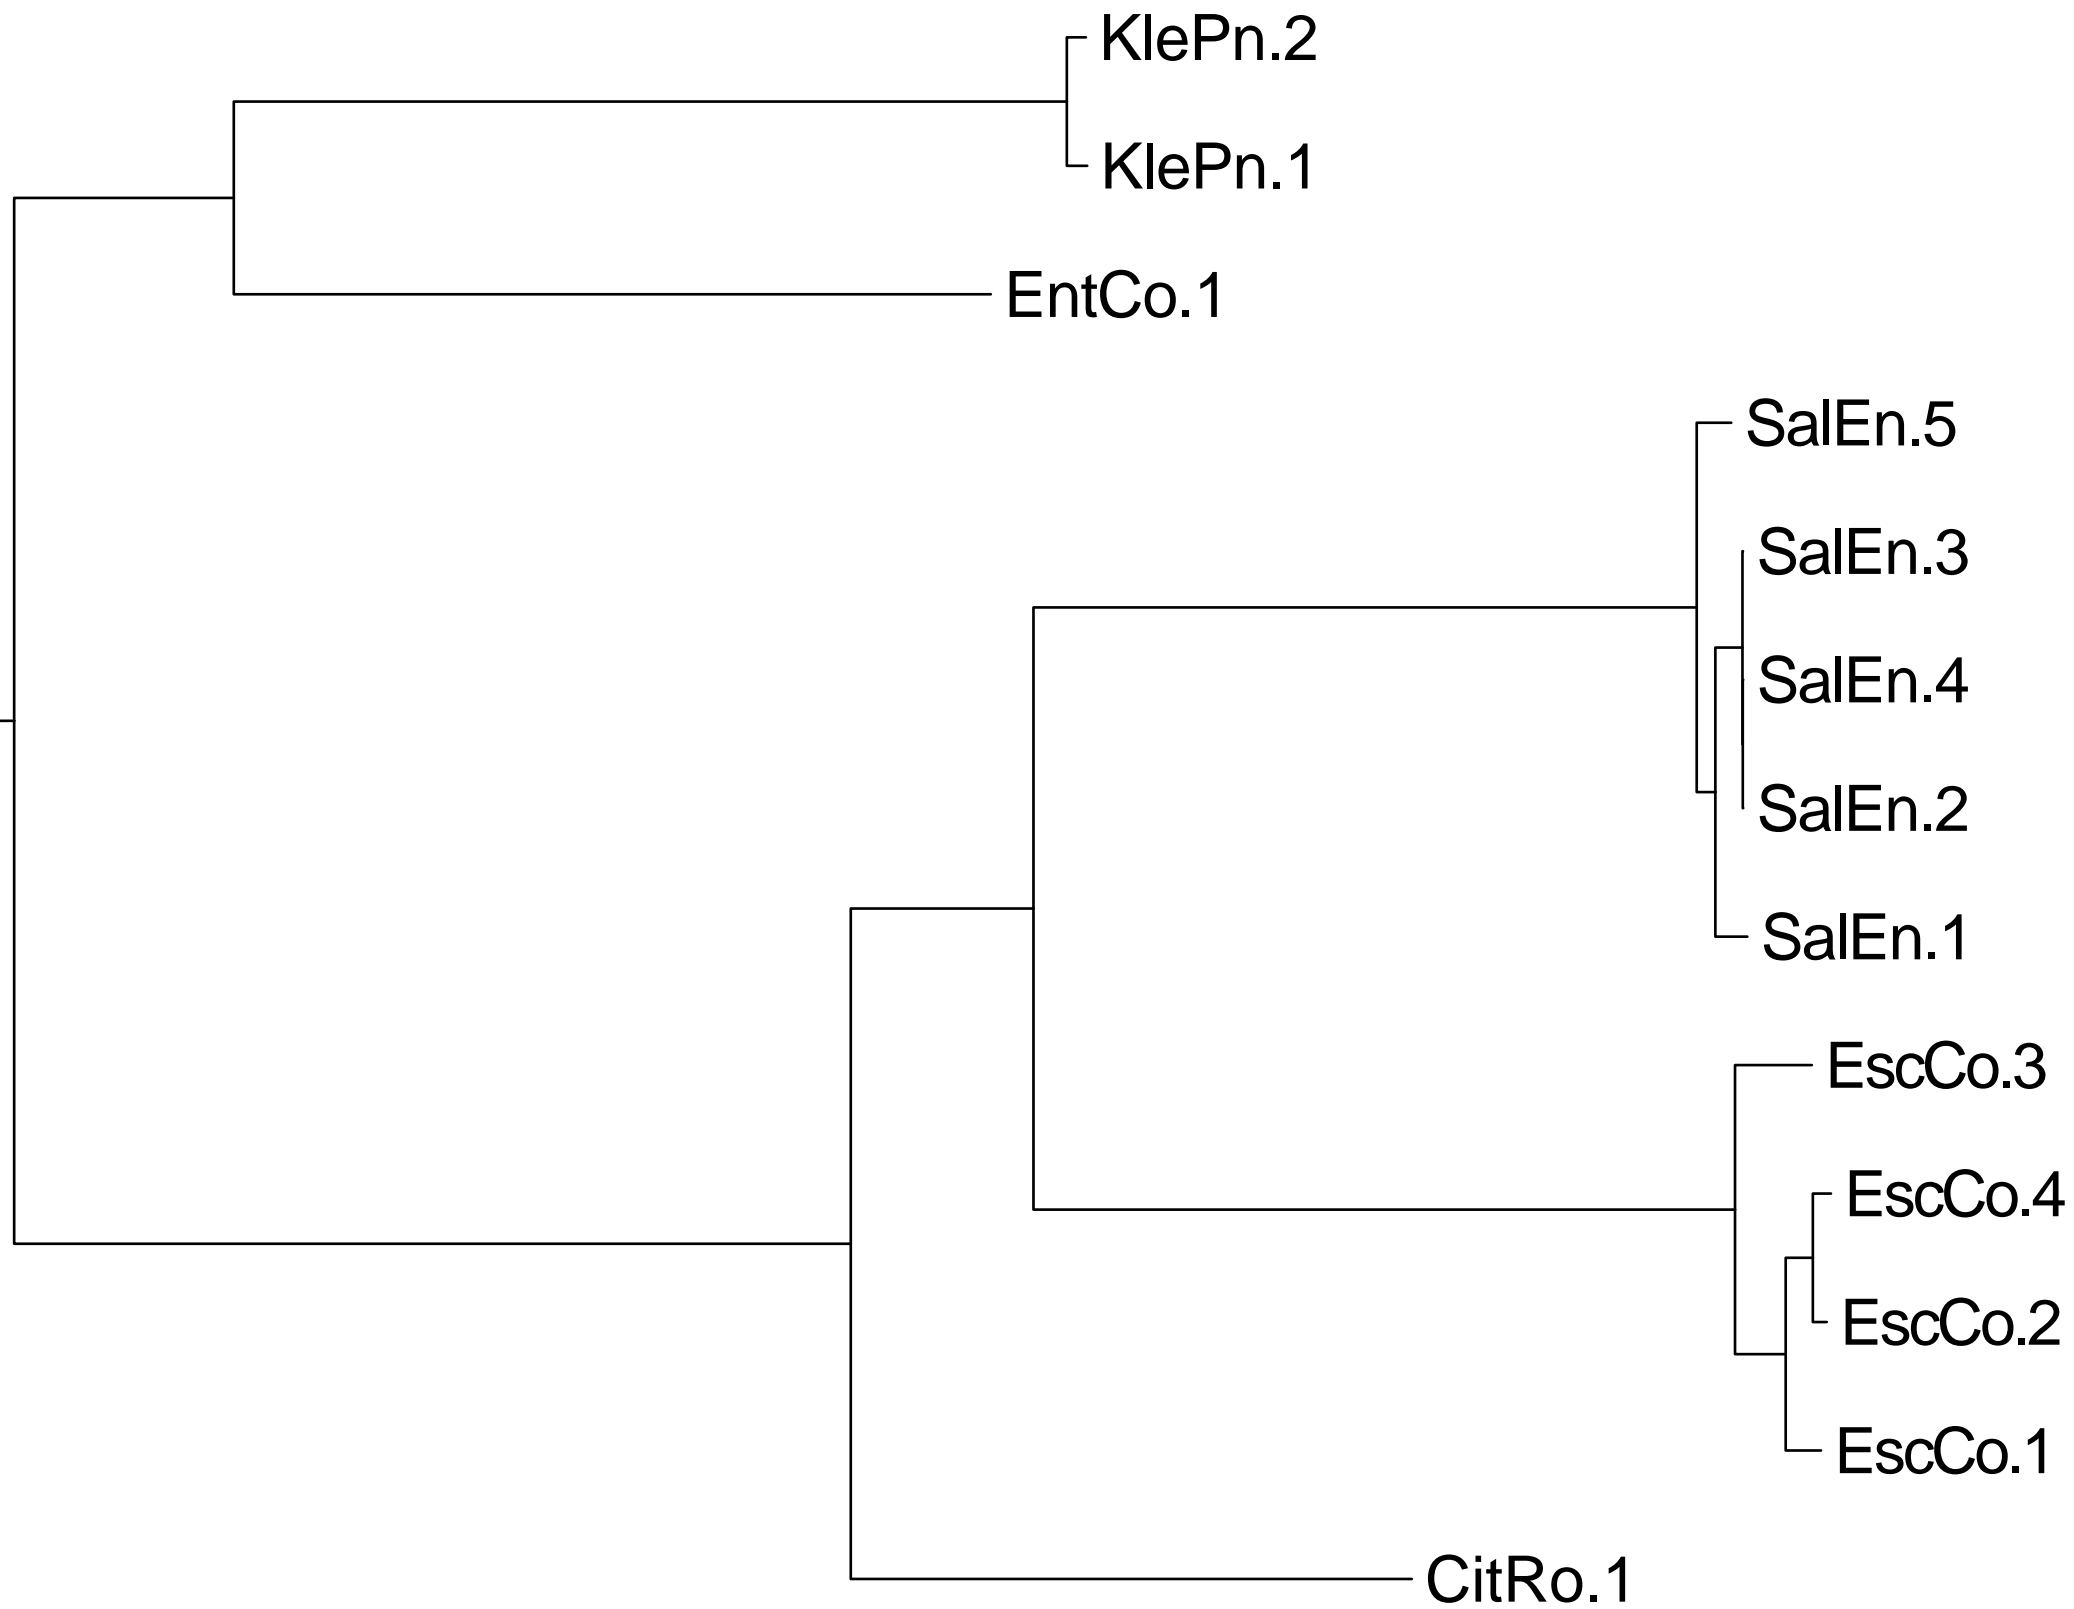 KlePn.2
KlePn.1
EntCo.1
SalEn.5
SalEn.3
SalEn.4
SalEn.2
SalEn.1
EscCo.3
EscCo.4
EscCo.2
EscCo.1
CitRo.1